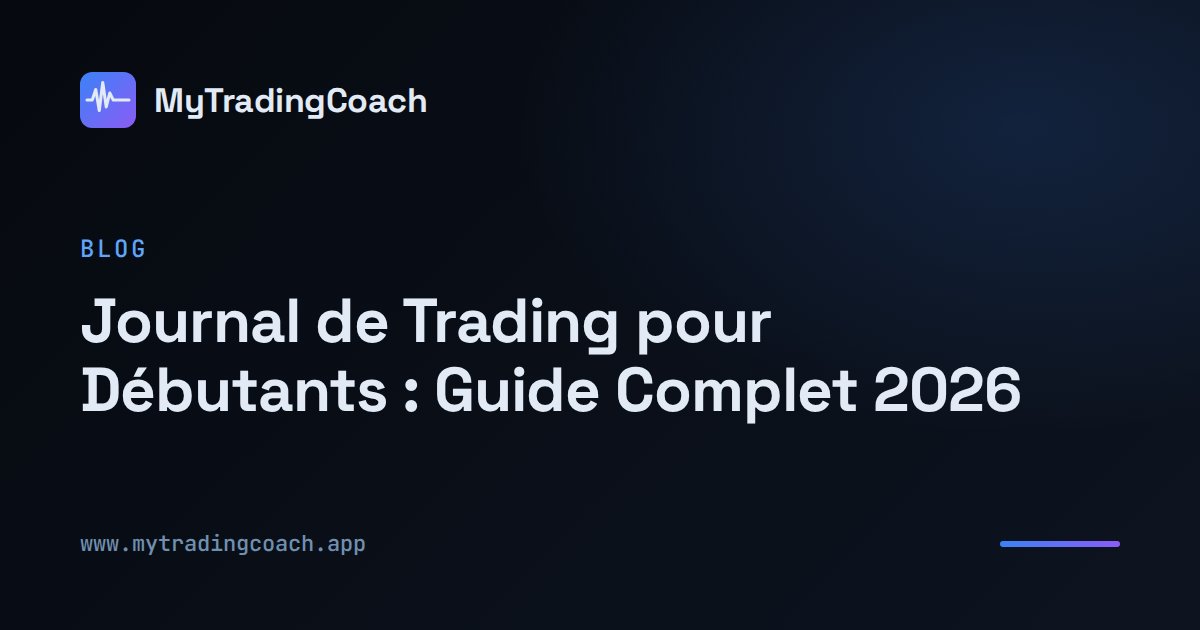 MyTradingCoach
BLOG
Journal de Trading pour
Débutants : Guide Complet 2026
www.mytradingcoach.app